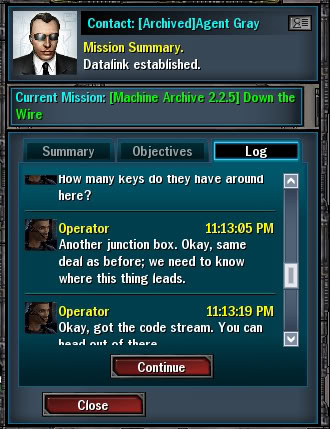 Contact: [Archived]Agent Gray
Mission Summary.
Datalink established.
Current Mission: [Machine Archive 2.2.5] Down the
Wire
Summary Objectives Log
How many keys do they have around
here?
Operator 11:13:05 PM
Another junction box. Okay, same
deal as before; we need to know
where this thing leads.
Operator 11:13:19 PM
Okay, got the code stream. You can
head out of there
Continue
Close